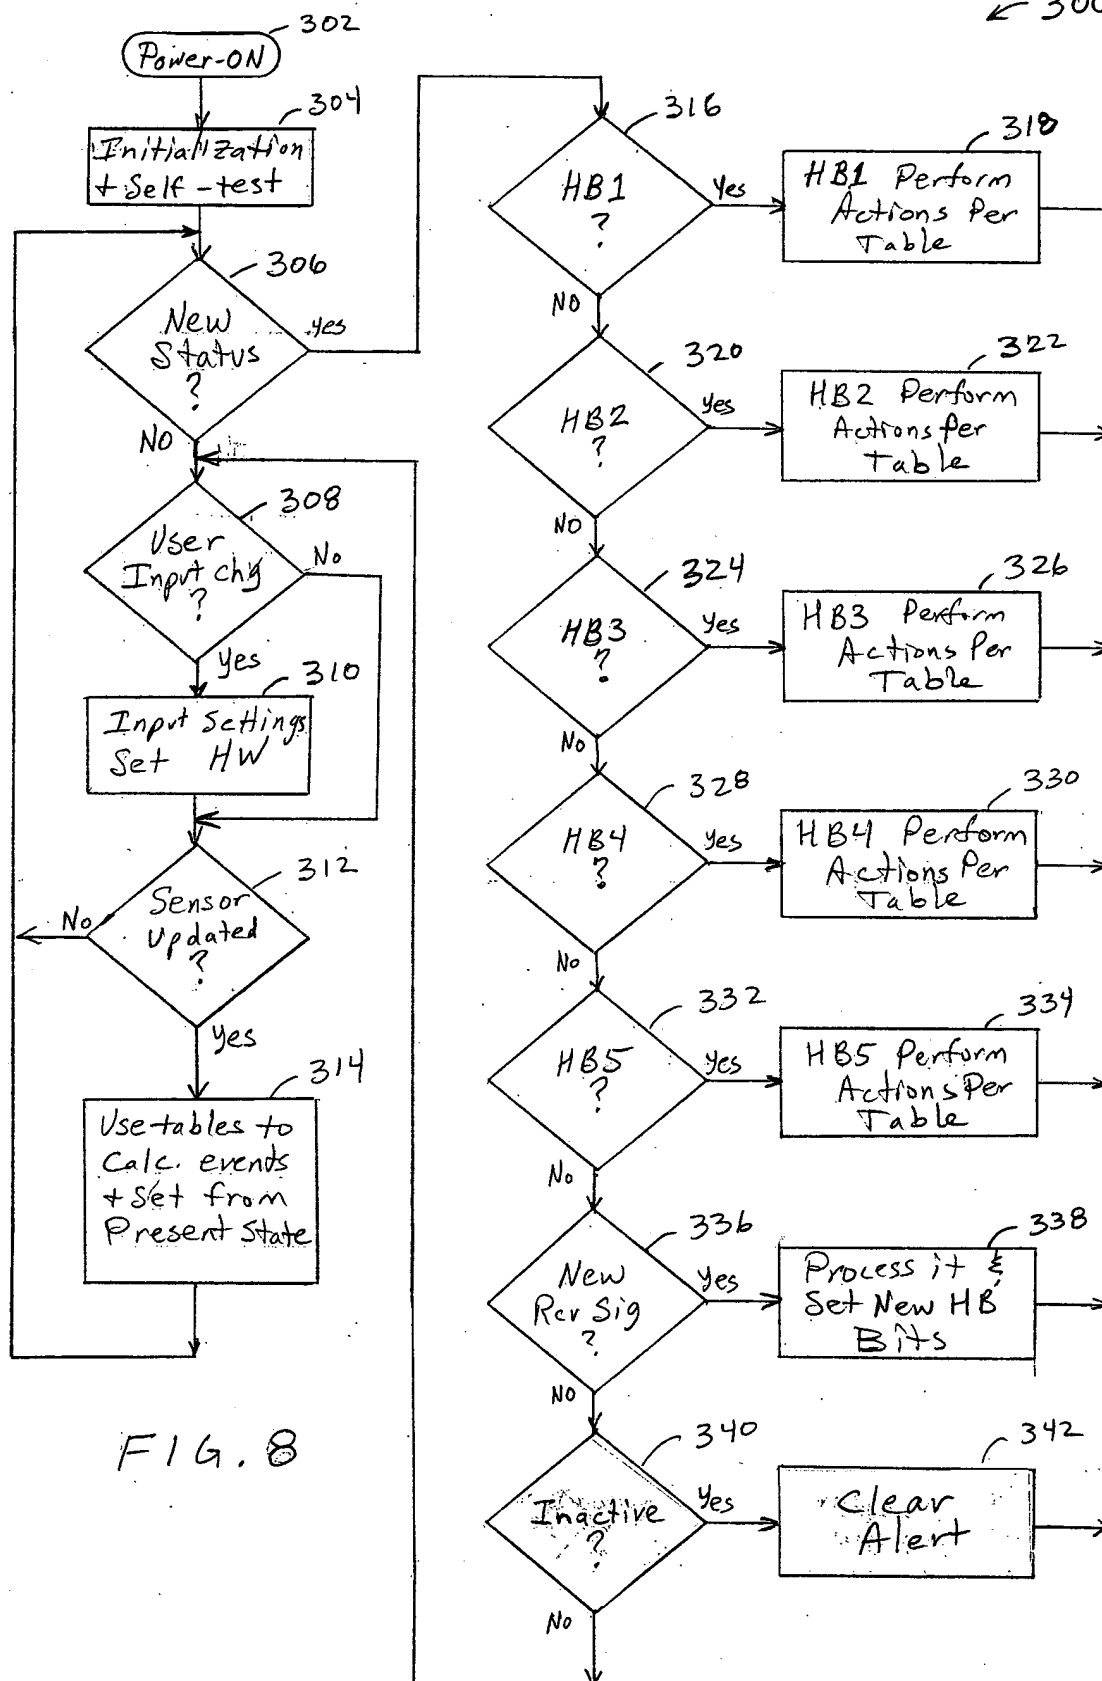 300
302
Power-ON
304
Initialization
+ Self-test
306
New
Status
?
yes
NO
308
User
Input chg
?
No
Yes
310
Input Settings
Set HW
312
Sensor
Updated
?
No
Yes
314
Use tables to
Calc. events
+ Set from
Present State
316
HB1
?
Yes
NO
318
HB1 Perform
Actions Per
Table
320
HB2
?
Yes
NO
322
HB2 Perform
Actions Per
Table
324
HB3
?
Yes
No
326
HB3 Perform
Actions Per
Table
328
HB4
?
Yes
No
330
HB4 Perform
Actions Per
Table
332
HB5
?
Yes
No
334
HB5 Perform
Actions Per
Table
336
New
Rcv Sig
?
Yes
NO
338
Process it &
Set New HB
Bits
340
Inactive
?
Yes
No
342
Clear
Alert
FIG. 8